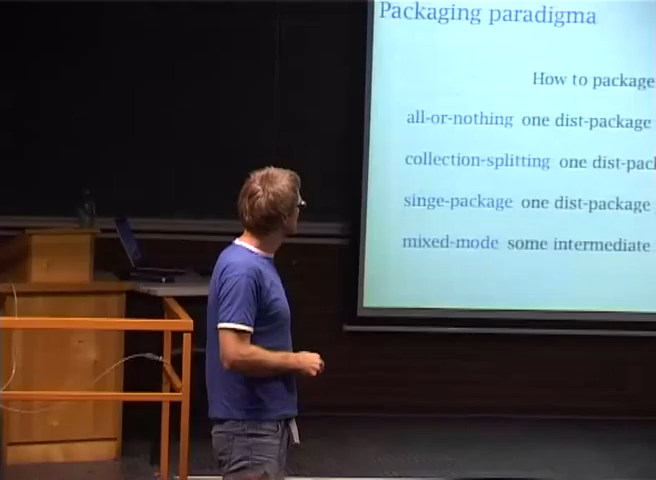 Packaging paradigm
How to package
all-or-nothing one dist-package
collection-splitting one dist-pack
singe-package one dist-package
mixed-mode some intermediate